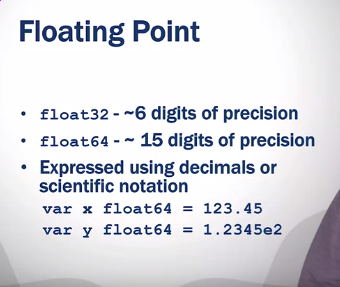 Floating Point
• float32 - ~6 digits of precision
• float64 - ~ 15 digits of precision
• Expressed using decimals or
scientific notation
var x float64 = 123.45
var y float64 = 1.2345e2